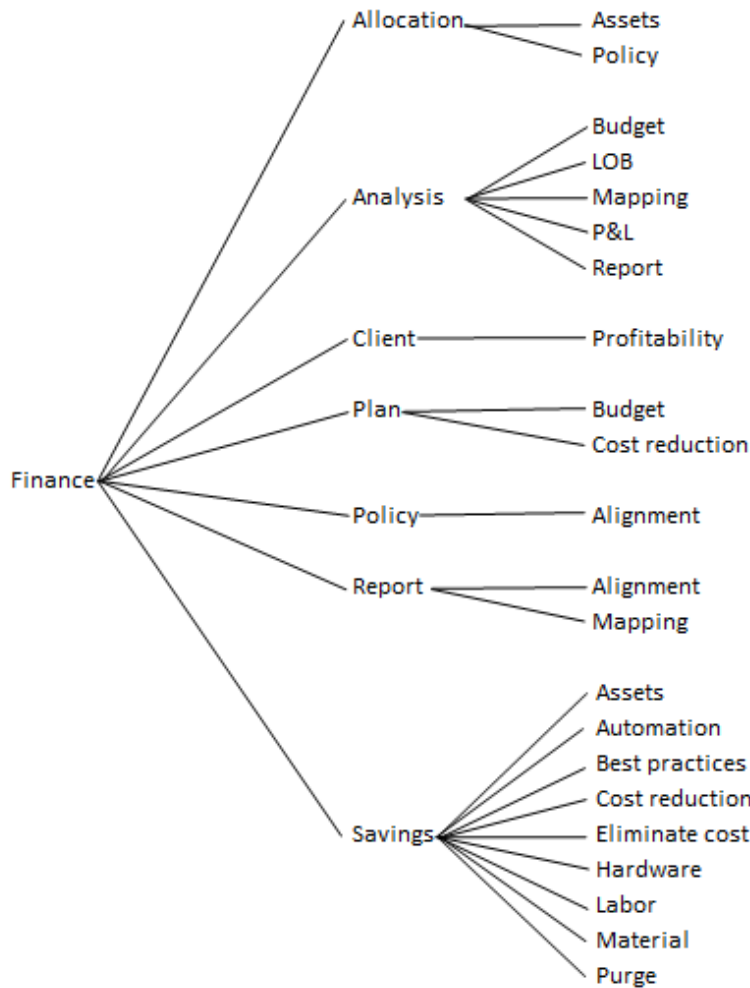 Allocation
Assets
Policy
Budget
LOB
Analysis
Mapping
P&L
Report
Client
Profitability
Plan
Budget
Cost reduction
Finance
Policy
Alignment
Report
Alignment
Mapping
Assets
Automation
Best practices
Cost reduction
Savings
Eliminate cost
Hardware
Labor
Material
Purge